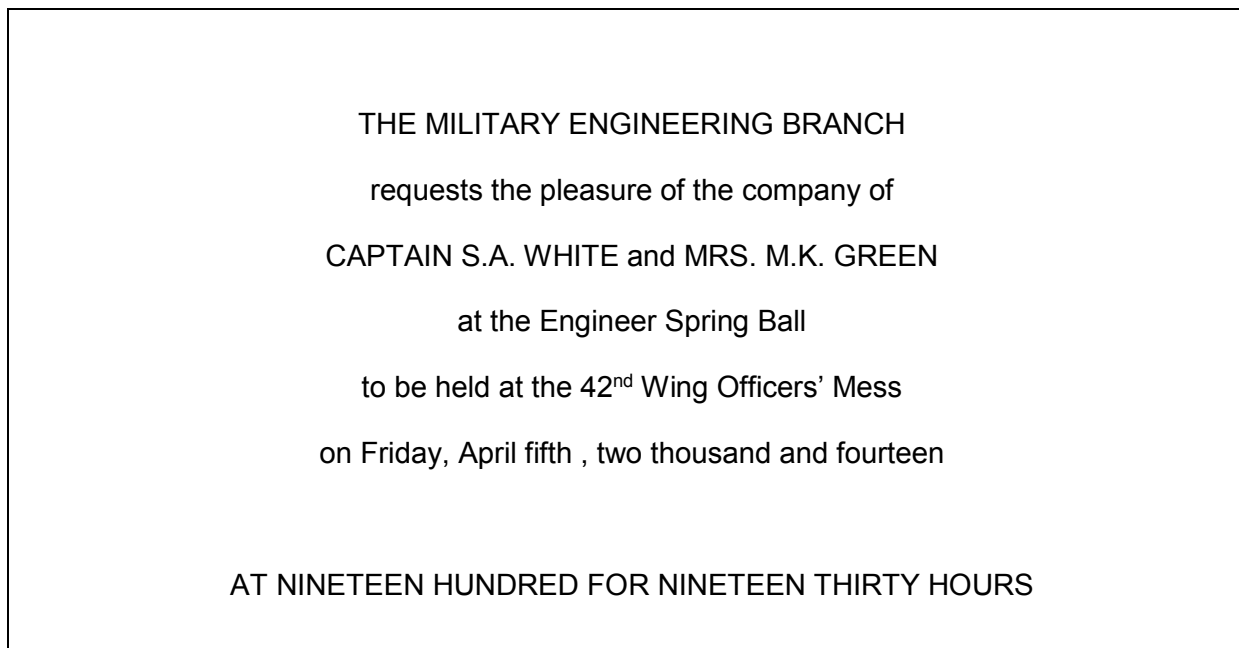 THE MILITARY ENGINEERING BRANCH
requests the pleasure of the company of
CAPTAIN S.A. WHITE and MRS. M.K. GREEN
at the Engineer Spring Ball
to be held at the 42nd Wing Officers’ Mess
on Friday, April fifth , two thousand and fourteen
AT NINETEEN HUNDRED FOR NINETEEN THIRTY HOURS